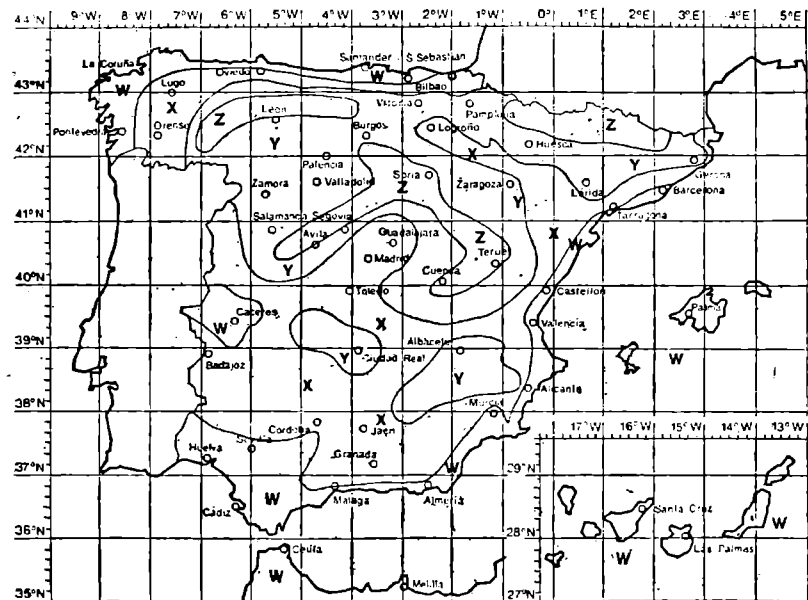 44°N 9°W 8°W 7°W 6°W 5°W 4°W 3°W 2°W 1°W 0° 1°E 2°E 3°E 4°E
La Coruña Oviedo Santander S Sebastian
43°N W Lugo W Bilbao
X Z Leon Vitoria Pamplona Z
Pontevedra Orense Y Burgos Logroño Huesca
42°N Palencia X Y Gerona
Zamora Valladolid Soria Z Zaragoza Lerida Barcelona
41°N Y Tarragona
Salamanca Segovia Guadalajara Z X W
Avila Madrid Teruel
Y Cuenca
40°N Toledo Castellon
Caceres W X Palma
39°N Albacete Valencia W
Badajoz Y Ciudad Real
X Y Alicante
38°N Murcia 17°W 16°W 15°W 14°W 13°W
Cordoba X Jaen
Huelva Sevilla
37°N Granada W 29°N
Cádiz W Malaga Almeria Santa Cruz W
36°N 28°N
Ceuta W Las Palmas
W
35°N Melilla 27°N